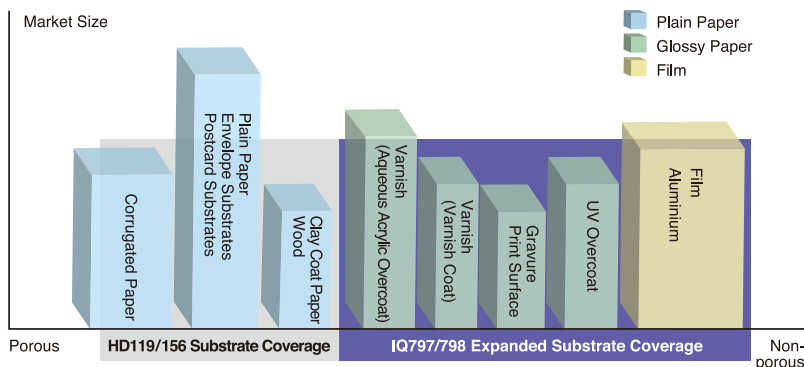 Market Size
Plain Paper
Glossy Paper
Film
Corrugated Paper
Plain Paper
Envelope Substrates
Postcard Substrates
Clay Coat Paper
Wood
Varnish
(Aqueous Acrylic Overcoat)
Varnish
(Varnish Coat)
Gravure
Print Surface
UV Overcoat
Film
Aluminium
Porous
HD119/156 Substrate Coverage
IQ797/798 Expanded Substrate Coverage
Non-
porous